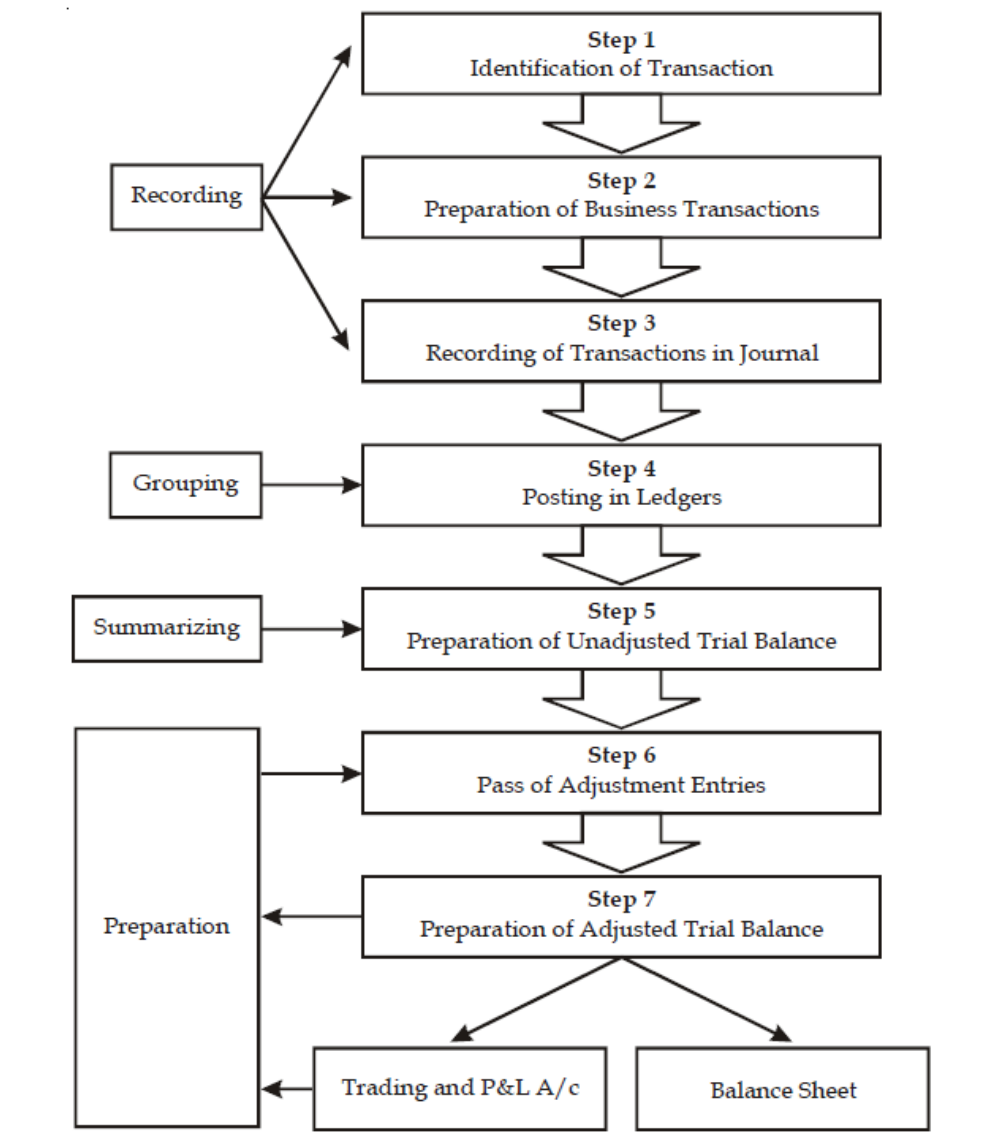 Step 1
Identification of Transaction
Step 2
Preparation of Business Transactions
Recording
Step 3
Recording of Transactions in Journal
Step 4
Posting in Ledgers
Grouping
Step 5
Preparation of Unadjusted Trial Balance
Summarizing
Step 6
Pass of Adjustment Entries
Step 7
Preparation of Adjusted Trial Balance
Preparation
Trading and P&L A/c
Balance Sheet